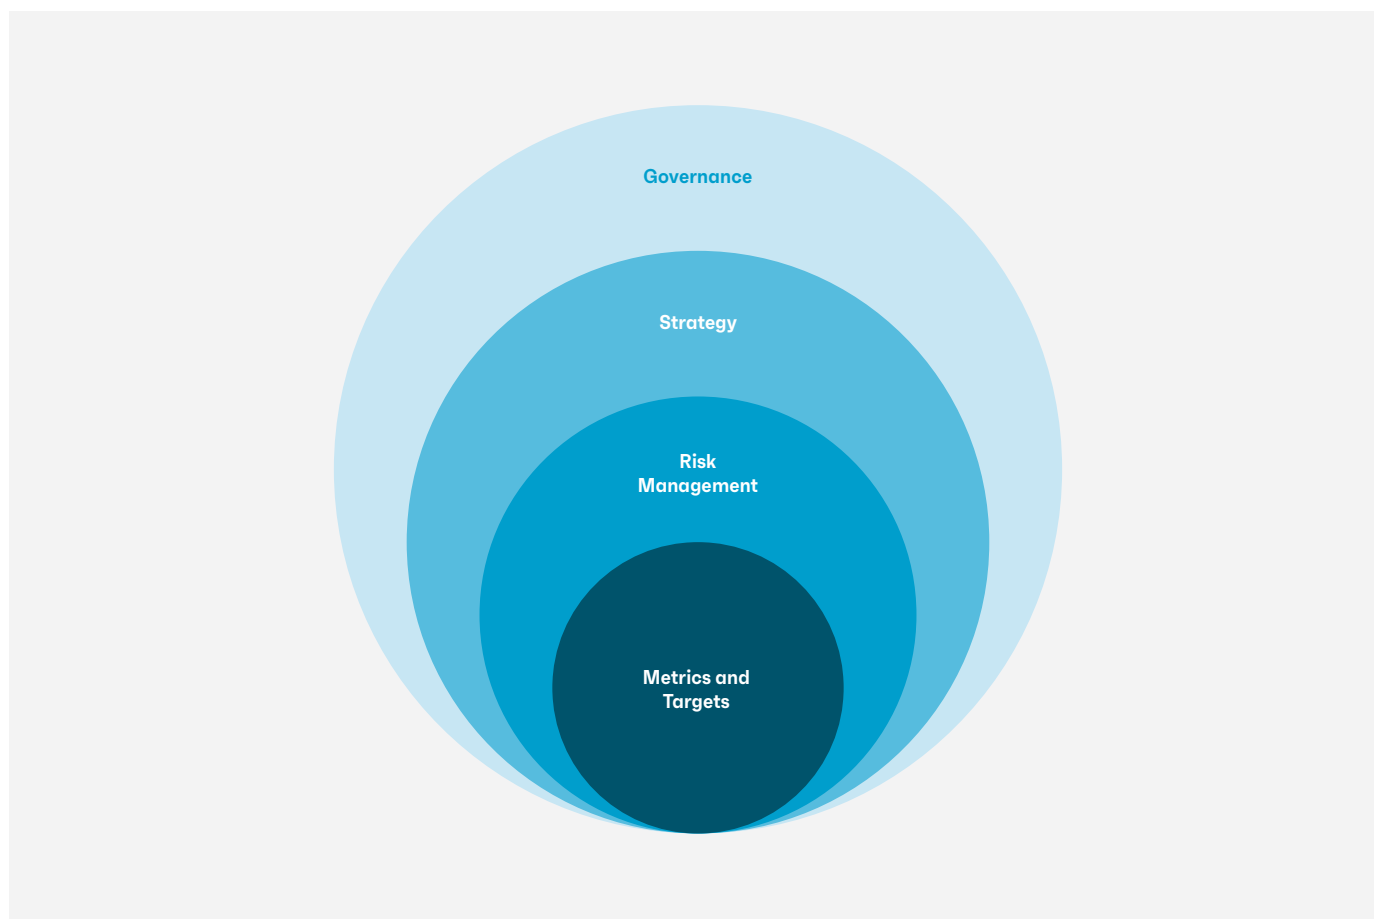 Governance
Strategy
Risk
Management
Metrics and
Targets